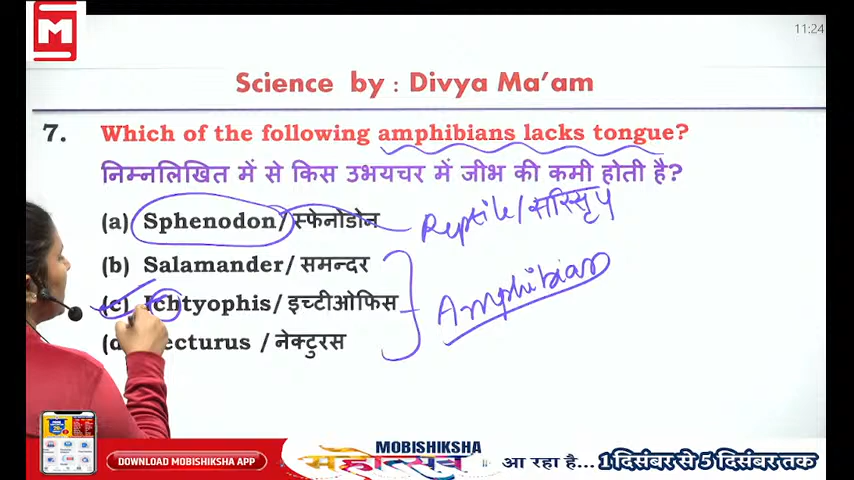 M
11:24
Science by : Divya Ma'am
7. Which of the following amphibians lacks tongue?
निम्नलिखित में से किस उभयचर में जीभ की कमी होती है?
(a) Sphenodon/ स्फेनोडोन
Reptile/सरिसृप
(b) Salamander/ समन्दर
(c) Ichtyophis/ इच्टीओफिस
Amphibian
(d) ecturus / नेक्टुरस
DOWNLOAD MOBISHIKSHA APP
MOBISHIKSHA
महोत्सव
आ रहा है... 1 दिसंबर से 5 दिसंबर तक